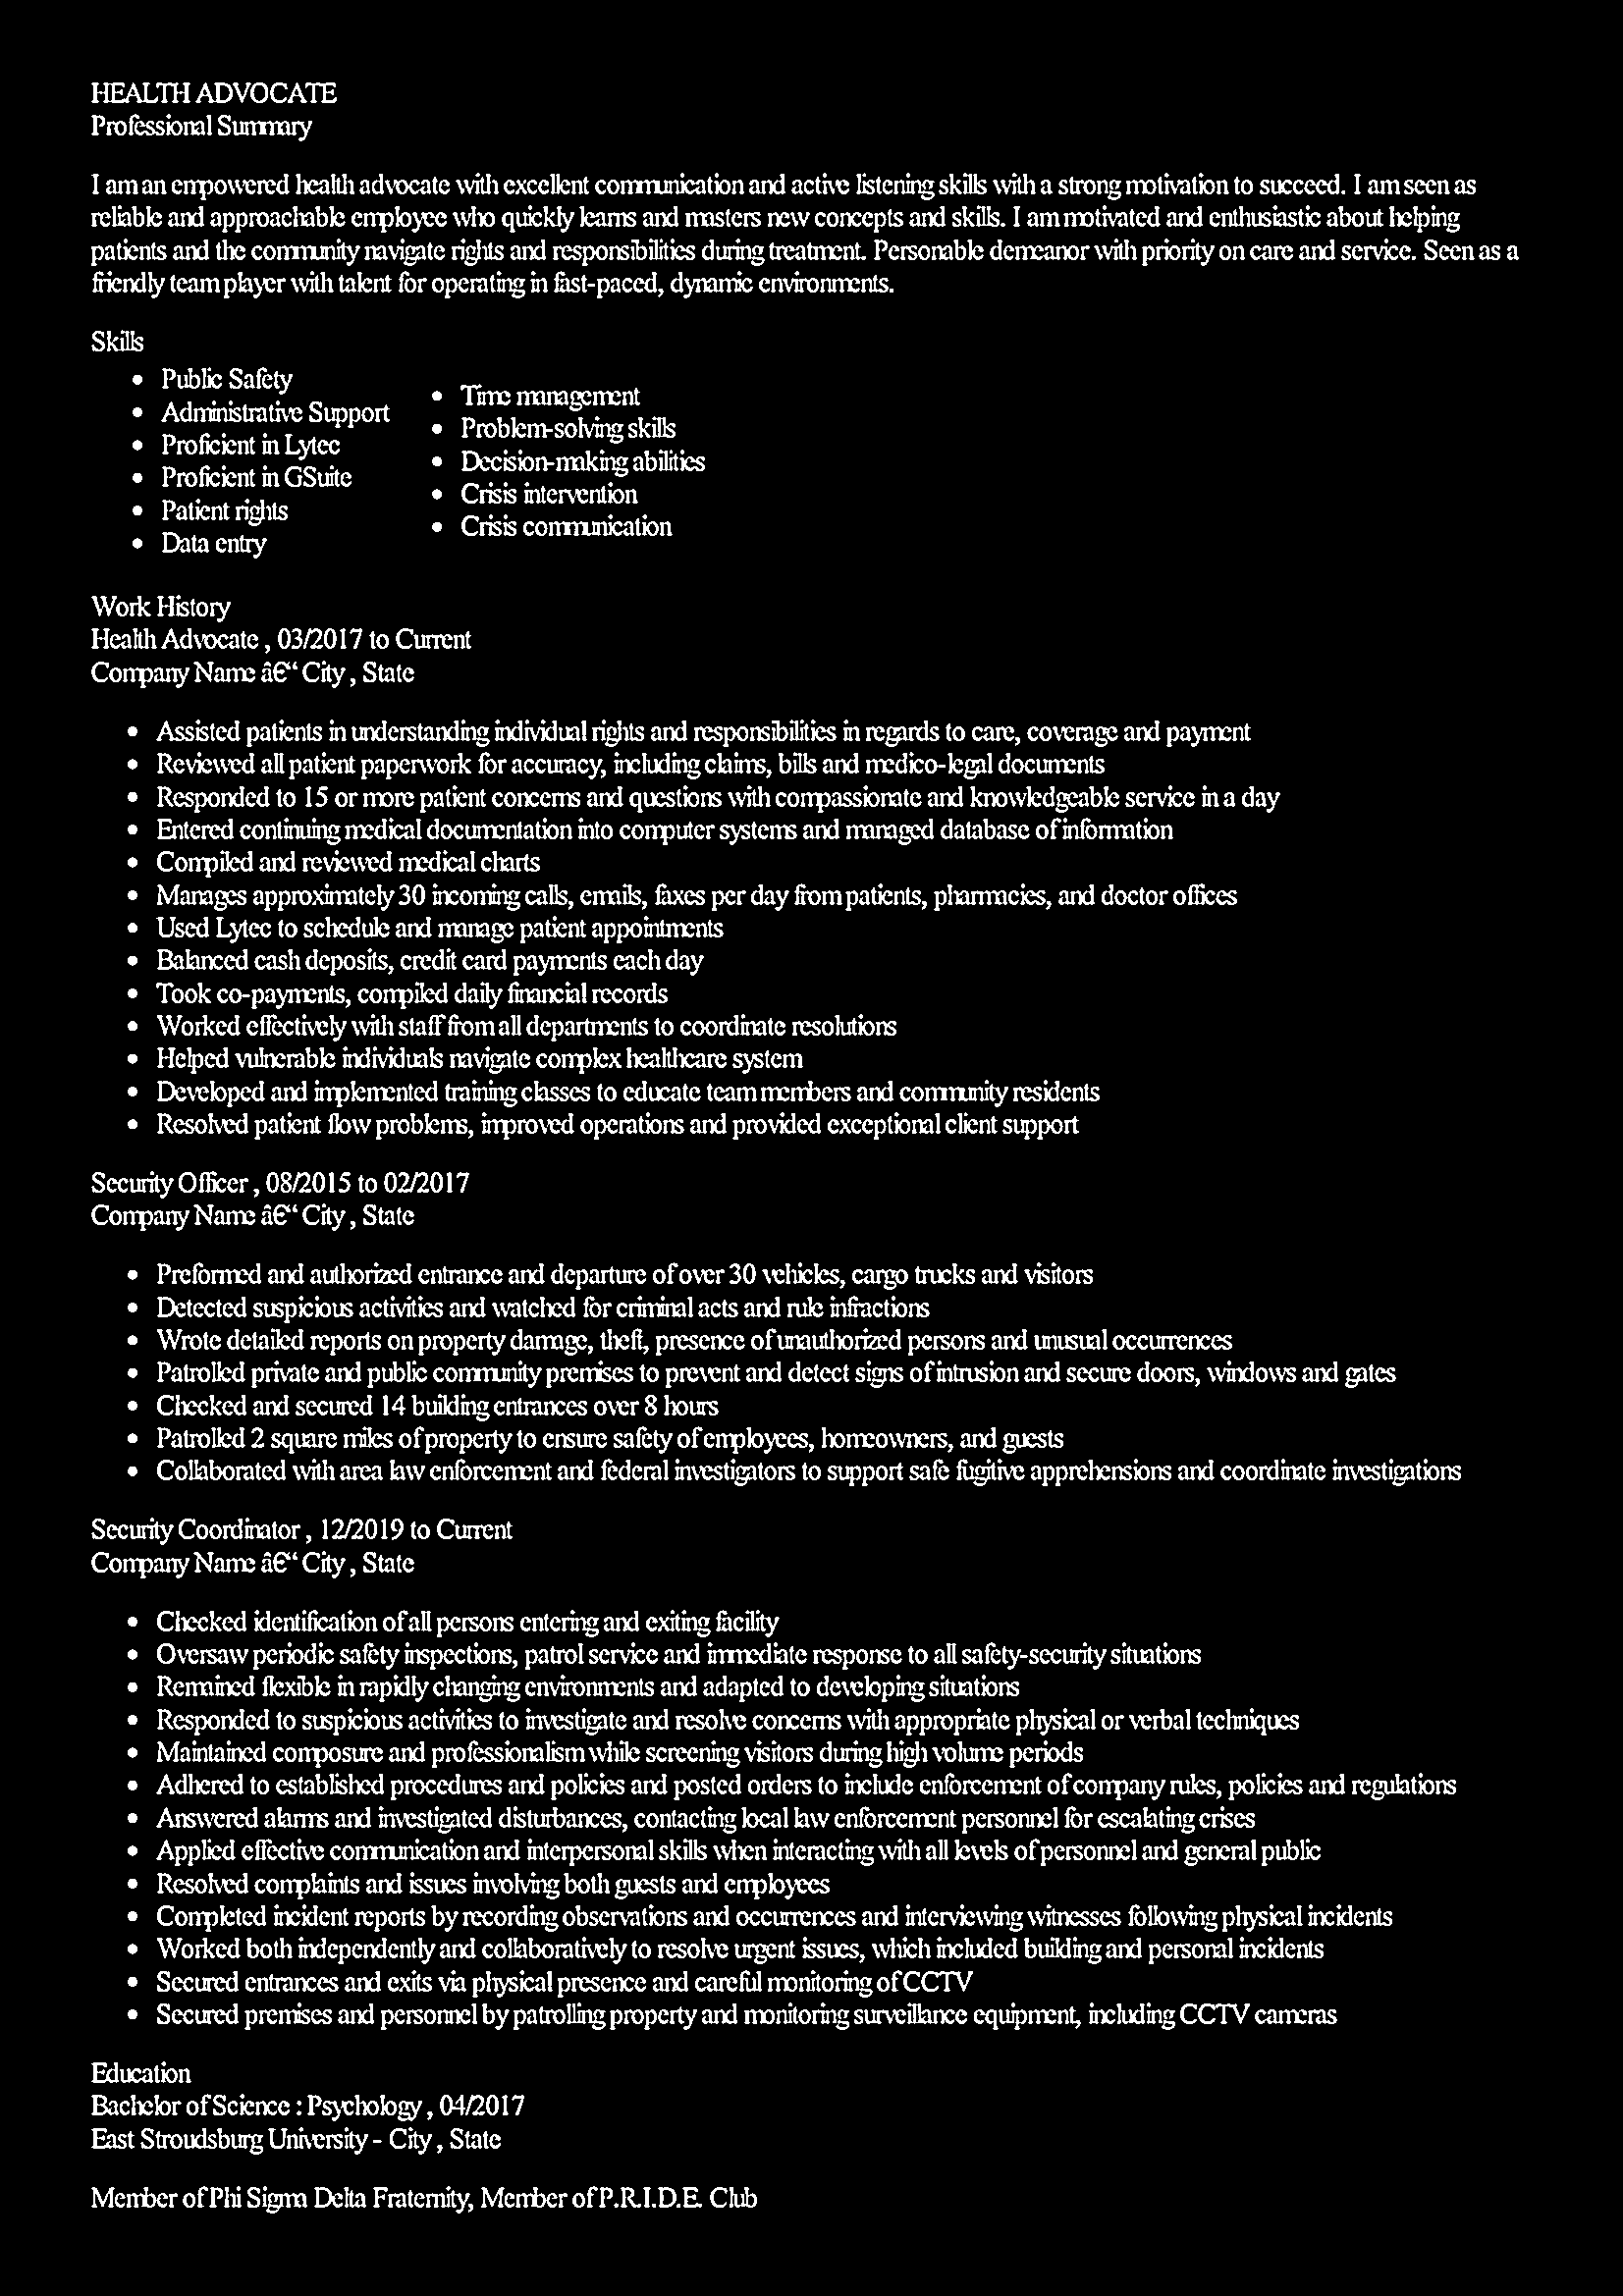 HEALTH ADVOCATE
Professional Summary
I am an empowered health advocate with excellent communication and active listening skills with a strong motivation to succeed. I am seen as
reliable and approachable employee who quickly learns and masters new concepts and skills. I am motivated and enthusiastic about helping
patients and the community navigate rights and responsibilities during treatment. Personable demeanor with priority on care and service. Seen as a
friendly team player with talent for operating in fast-paced, dynamic environments.
Skills
• Public Safety
• Administrative Support
• Proficient in Lytec
• Proficient in GSuite
• Patient rights
• Data entry
• Time management
• Problem-solving skills
• Decision-making abilities
• Crisis intervention
• Crisis communication
Work History
Health Advocate , 03/2017 to Current
Company Name â€“ City , State
• Assisted patients in understanding individual rights and responsibilities in regards to care, coverage and payment
• Reviewed all patient paperwork for accuracy, including claims, bills and medico-legal documents
• Responded to 15 or more patient concerns and questions with compassionate and knowledgeable service in a day
• Entered continuing medical documentation into computer systems and managed database of information
• Compiled and reviewed medical charts
• Manages approximately 30 incoming calls, emails, faxes per day from patients, pharmacies, and doctor offices
• Used Lytec to schedule and manage patient appointments
• Balanced cash deposits, credit card payments each day
• Took co-payments, compiled daily financial records
• Worked effectively with staff from all departments to coordinate resolutions
• Helped vulnerable individuals navigate complex healthcare system
• Developed and implemented training classes to educate team members and community residents
• Resolved patient flow problems, improved operations and provided exceptional client support
Security Officer , 08/2015 to 02/2017
Company Name â€“ City , State
• Preformed and authorized entrance and departure of over 30 vehicles, cargo trucks and visitors
• Detected suspicious activities and watched for criminal acts and rule infractions
• Wrote detailed reports on property damage, theft, presence of unauthorized persons and unusual occurrences
• Patrolled private and public community premises to prevent and detect signs of intrusion and secure doors, windows and gates
• Checked and secured 14 building entrances over 8 hours
• Patrolled 2 square miles of property to ensure safety of employees, homeowners, and guests
• Collaborated with area law enforcement and federal investigators to support safe fugitive apprehensions and coordinate investigations
Security Coordinator , 12/2019 to Current
Company Name â€“ City , State
• Checked identification of all persons entering and exiting facility
• Oversaw periodic safety inspections, patrol service and immediate response to all safety-security situations
• Remained flexible in rapidly changing environments and adapted to developing situations
• Responded to suspicious activities to investigate and resolve concerns with appropriate physical or verbal techniques
• Maintained composure and professionalism while screening visitors during high volume periods
• Adhered to established procedures and policies and posted orders to include enforcement of company rules, policies and regulations
• Answered alarms and investigated disturbances, contacting local law enforcement personnel for escalating crises
• Applied effective communication and interpersonal skills when interacting with all levels of personnel and general public
• Resolved complaints and issues involving both guests and employees
• Completed incident reports by recording observations and occurrences and interviewing witnesses following physical incidents
• Worked both independently and collaboratively to resolve urgent issues, which included building and personal incidents
• Secured entrances and exits via physical presence and careful monitoring of CCTV
• Secured premises and personnel by patrolling property and monitoring surveillance equipment, including CCTV cameras
Education
Bachelor of Science : Psychology , 04/2017
East Stroudsburg University - City , State
Member of Phi Sigma Delta Fraternity, Member of P.R.I.D.E. Club